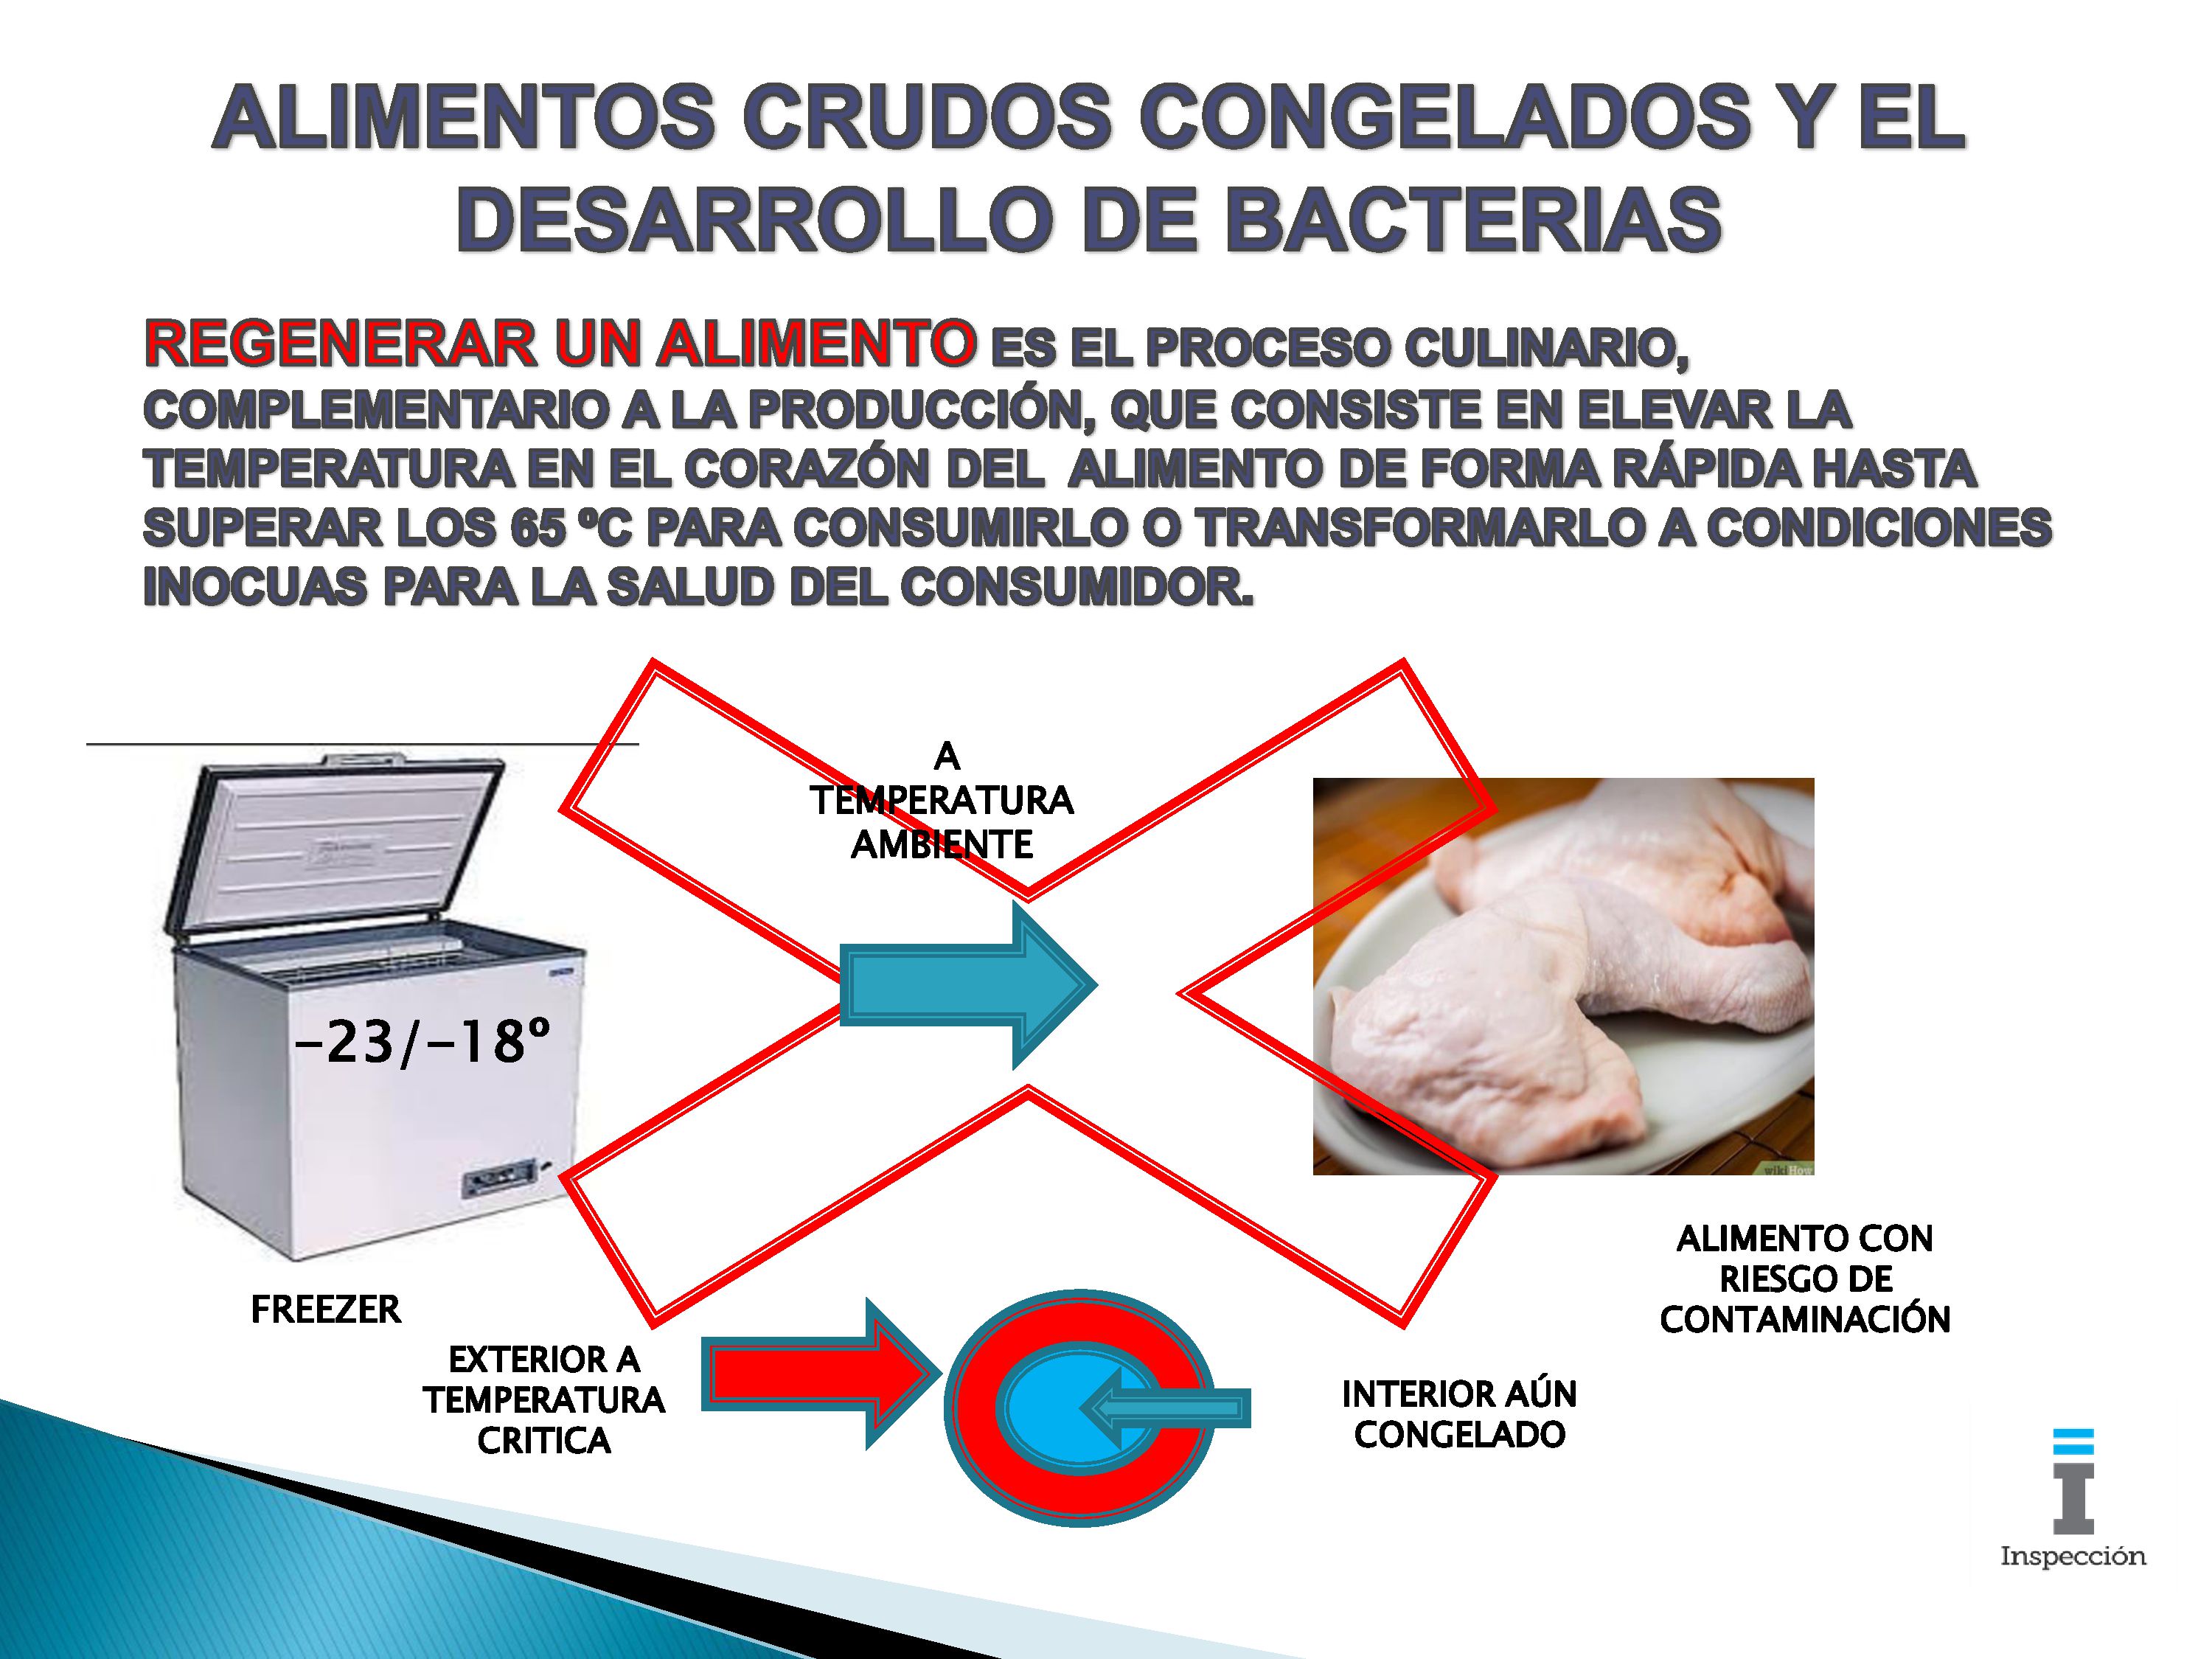 ALIMENTOS CRUDOS CONGELADOS Y EL
DESARROLLO DE BACTERIAS
REGENERAR UN ALIMENTO ES EL PROCESO CULINARIO,
COMPLEMENTARIO A LA PRODUCCIÓN, QUE CONSISTE EN ELEVAR LA
TEMPERATURA EN EL CORAZÓN DEL ALIMENTO DE FORMA RÁPIDA HASTA
SUPERAR LOS 65 ºC PARA CONSUMIRLO O TRANSFORMARLO A CONDICIONES
INOCUAS PARA LA SALUD DEL CONSUMIDOR.
A
TEMPERATURA
AMBIENTE
-23/-18º
wikiHow
FREEZER
ALIMENTO CON
RIESGO DE
CONTAMINACIÓN
EXTERIOR A
TEMPERATURA
CRITICA
INTERIOR AÚN
CONGELADO
Inspección